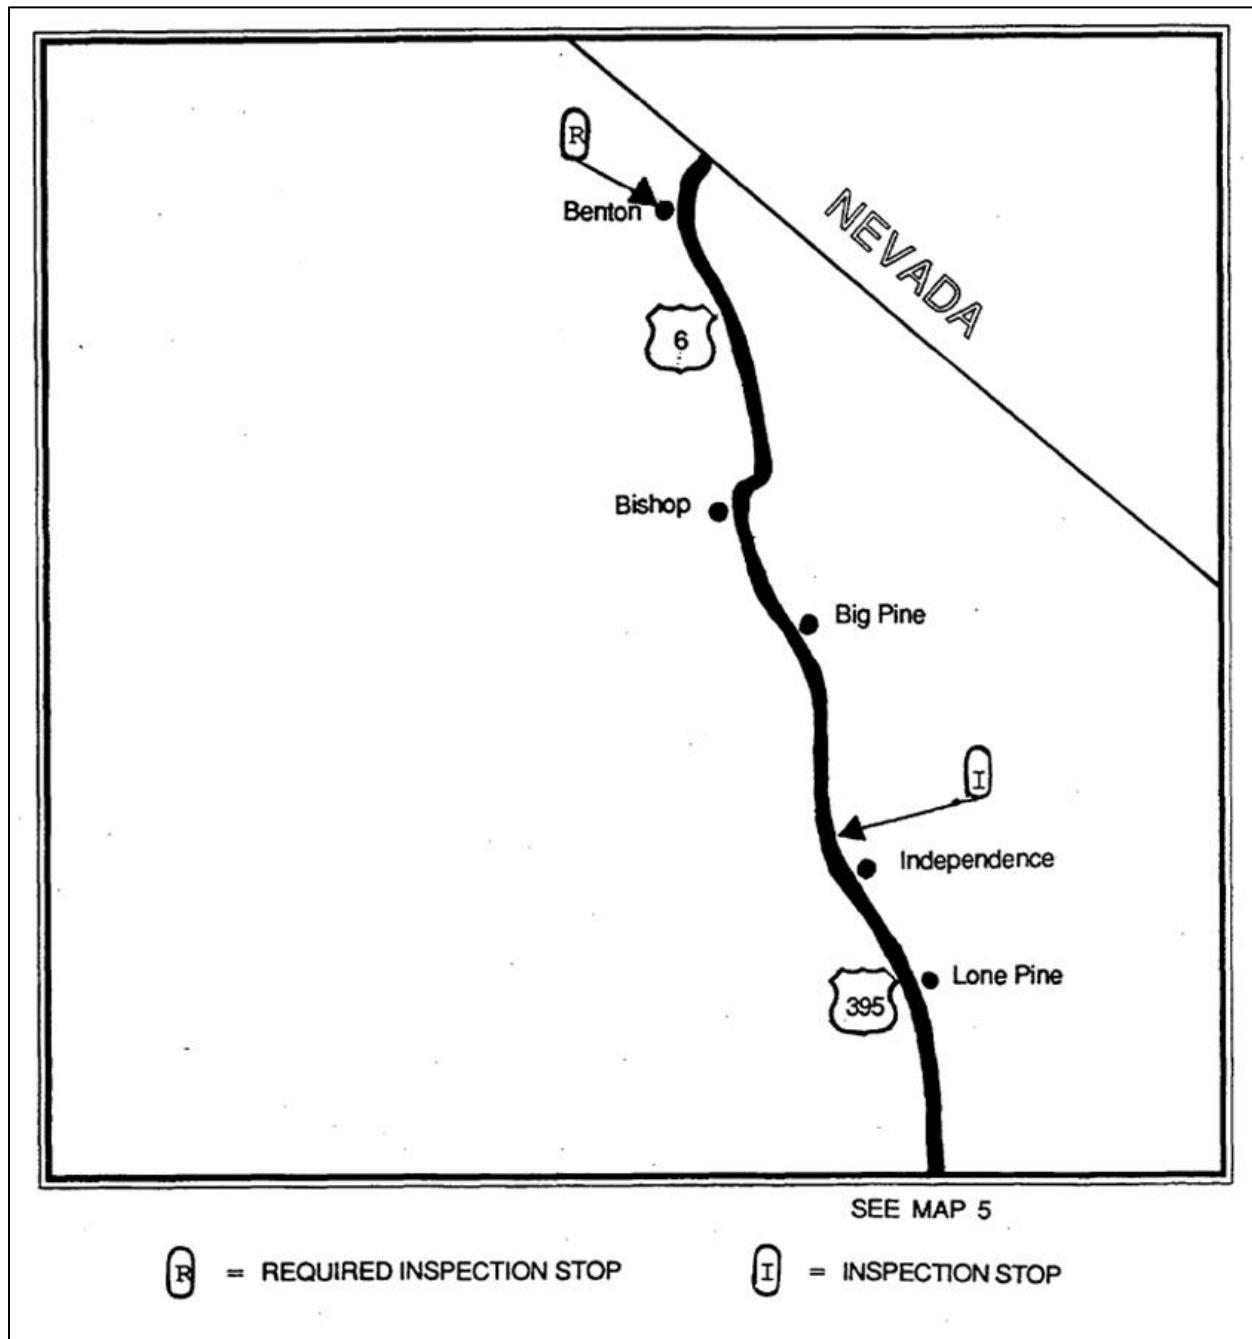 R
Benton
NEVADA
6
Bishop
Big Pine
I
Independence
Lone Pine
395
SEE MAP 5
R = REQUIRED INSPECTION STOP
I = INSPECTION STOP